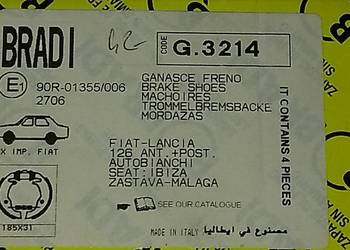 BRADI
CODE G.3214
E1 90R-01355/006
2706
GANASCE FRENO
BRAKE SHOES
MACHOIRES
TROMMELBREMSBACKE
MORDAZAS
IT CONTAINS 4 PIECES
X IMP. FIAT
FIAT-LANCIA
126 ANT.+POST.
AUTOBIANCHI
SEAT: IBIZA
ZASTAVA-MALAGA
185X31
SEE OUR CATALOGUE
MADE IN ITALY مصنوع في ايطاليا